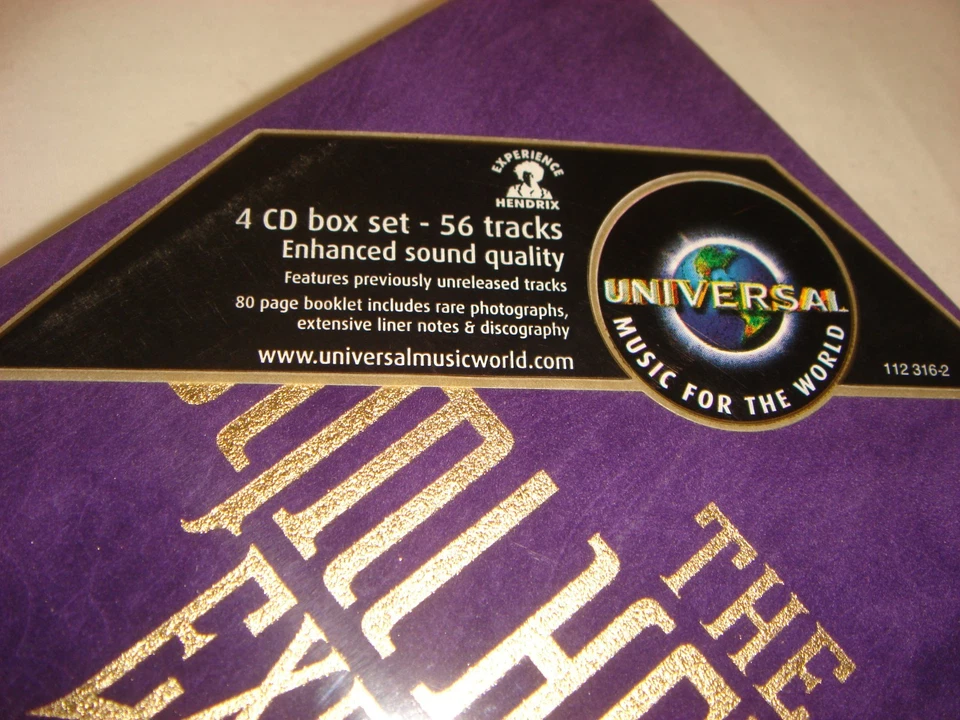 EXPERIENCE
HENDRIX
4 CD box set - 56 tracks
Enhanced sound quality
Features previously unreleased tracks
80 page booklet includes rare photographs,
extensive liner notes & discography
www.universalmusicworld.com
UNIVERSAL
MUSIC FOR THE WORLD
112 316-2
THE